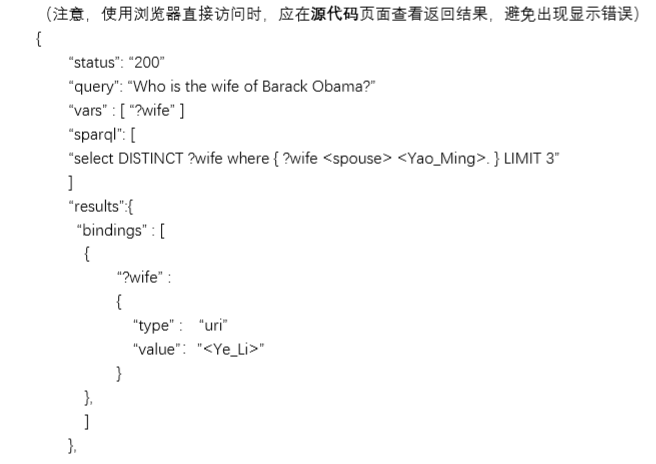 （注意，使用浏览器直接访问时，应在源代码页面查看返回结果，避免出现显示错误）
{
"status": “200”
“query”: “Who is the wife of Barack Obama?”
“vars” : [ “?wife” ]
“sparql”: [
“select DISTINCT ?wife where { ?wife <spouse> <Yao_Ming>. } LIMIT 3”
]
“results”:{
“bindings” : [
{
“?wife” :
{
“type” : “uri”
“value”: “<Ye_Li>”
}
},
]
},